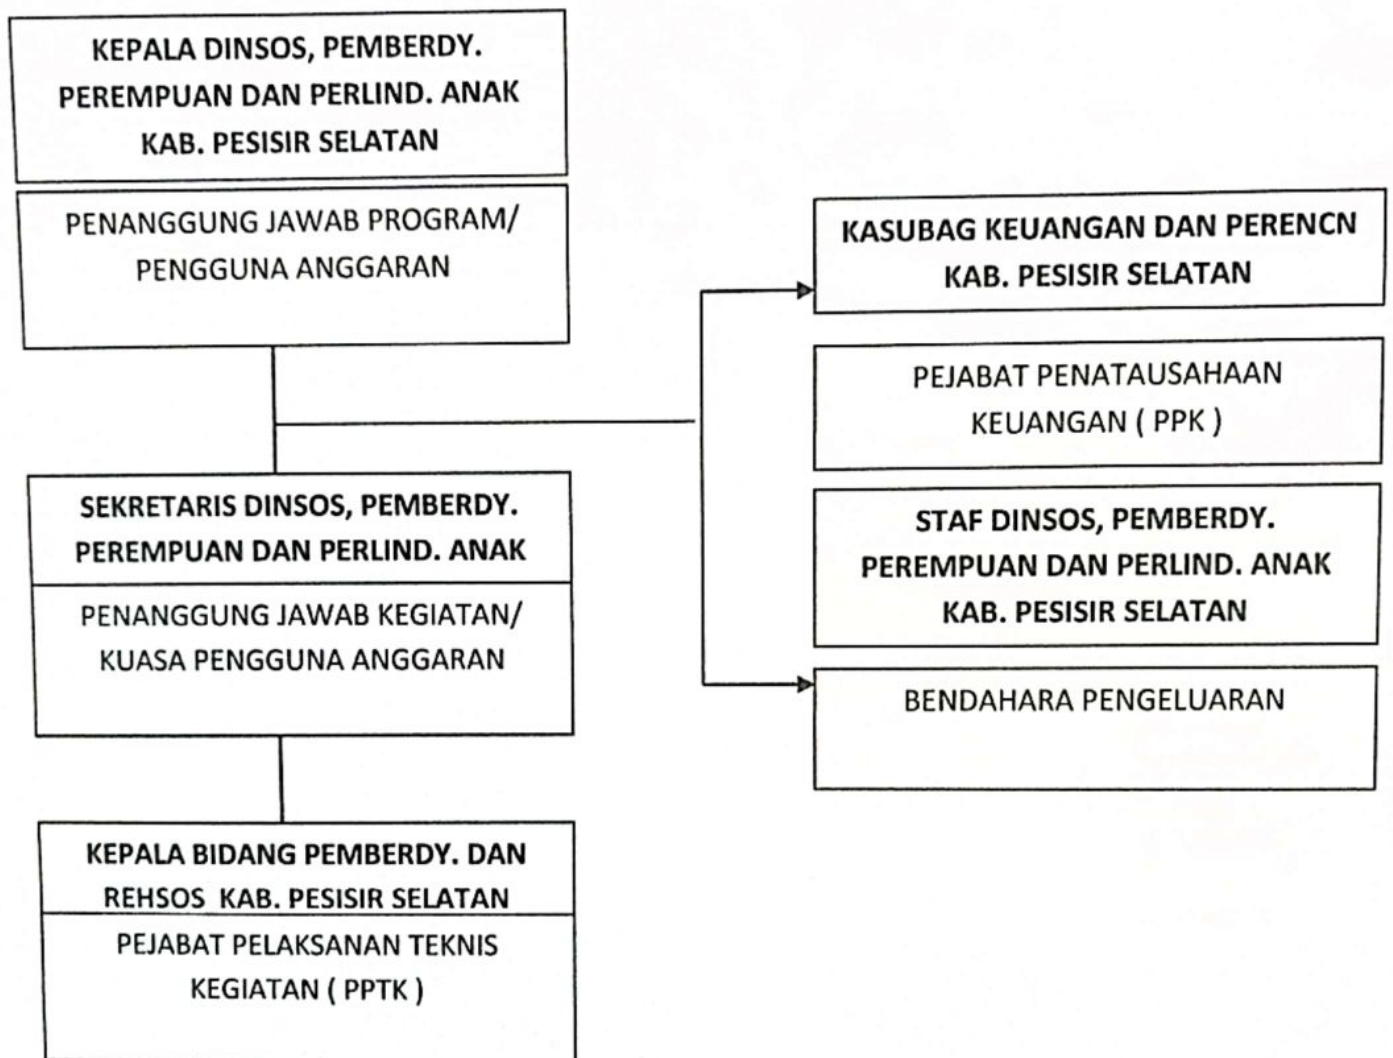 KEPALA DINSOS, PEMBERDY.
PEREMPUAN DAN PERLIND. ANAK
KAB. PESISIR SELATAN
PENANGGUNG JAWAB PROGRAM/
PENGGUNA ANGGARAN
SEKRETARIS DINSOS, PEMBERDY.
PEREMPUAN DAN PERLIND. ANAK
PENANGGUNG JAWAB KEGIATAN/
KUASA PENGGUNA ANGGARAN
KEPALA BIDANG PEMBERDY. DAN
REHSOS KAB. PESISIR SELATAN
PEJABAT PELAKSANAN TEKNIS
KEGIATAN ( PPTK )
KASUBAG KEUANGAN DAN PERENCN
KAB. PESISIR SELATAN
PEJABAT PENATAUSAHAAN
KEUANGAN ( PPK )
STAF DINSOS, PEMBERDY.
PEREMPUAN DAN PERLIND. ANAK
KAB. PESISIR SELATAN
BENDAHARA PENGELUARAN